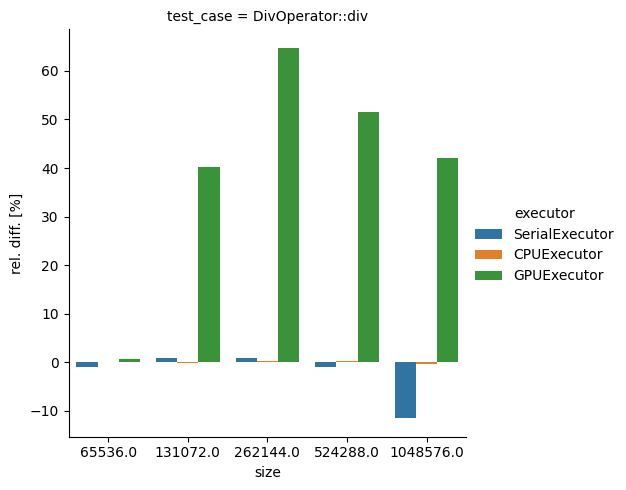 test_case = DivOperator::div
rel. diff. [%]
60
50
40
30
20
10
0
−10
65536.0 131072.0 262144.0 524288.0 1048576.0
size
executor
SerialExecutor
CPUExecutor
GPUExecutor